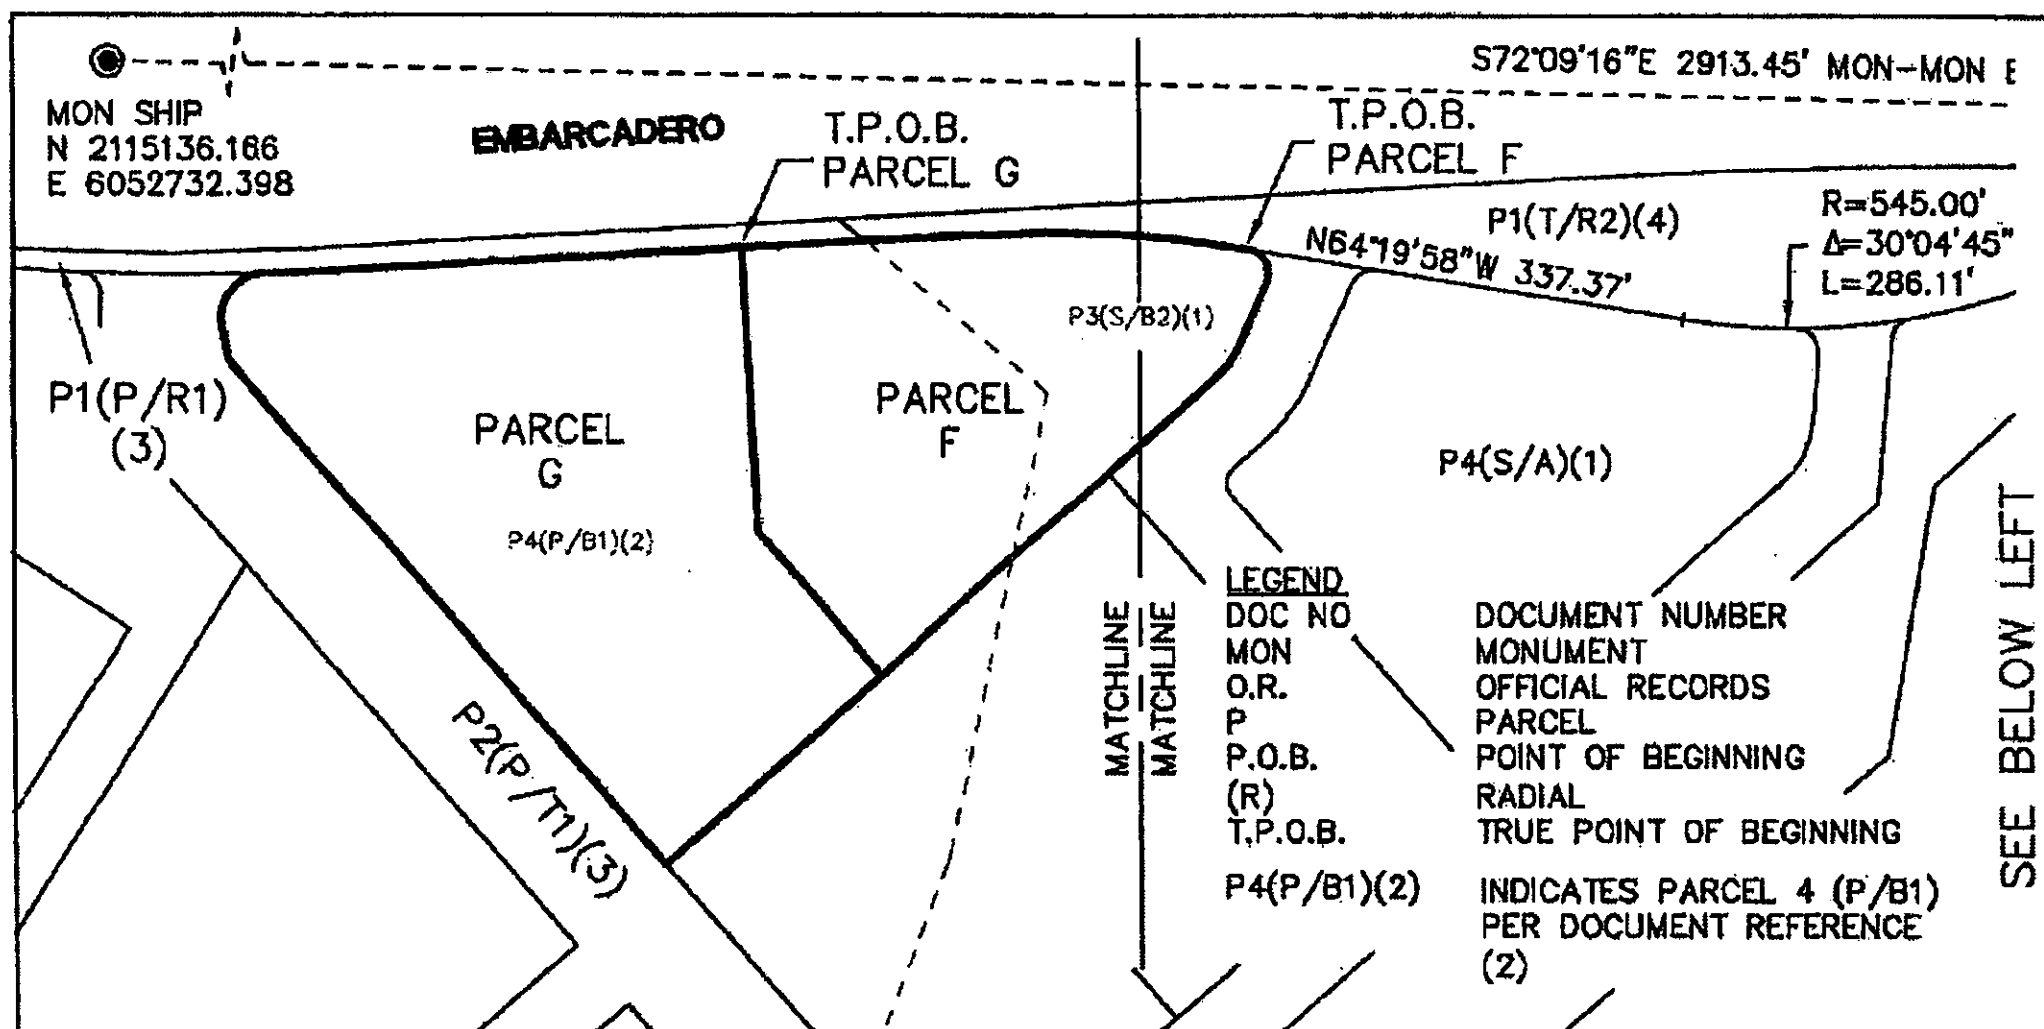 S72°09'16"E 2913.45' MON-MON
MON SHIP
N 2115136.166
E 6052732.398
EMBARCADERO
T.P.O.B.
PARCEL G
T.P.O.B.
PARCEL F
P1(T/R2)(4)
N64°19'58"W 337.37'
R=545.00'
Δ=30°04'45"
L=286.11'
P3(S/B2)(1)
P1(P/R1)
(3)
PARCEL
G
PARCEL
F
P4(S/A)(1)
P4(P/B1)(2)
P2(P/T1)(3)
MATCHLINE
MATCHLINE
SEE BELOW LEFT
LEGEND
DOC NO DOCUMENT NUMBER
MON MONUMENT
O.R. OFFICIAL RECORDS
P PARCEL
P.O.B. POINT OF BEGINNING
(R) RADIAL
T.P.O.B. TRUE POINT OF BEGINNING
P4(P/B1)(2) INDICATES PARCEL 4 (P/B1)
PER DOCUMENT REFERENCE
(2)